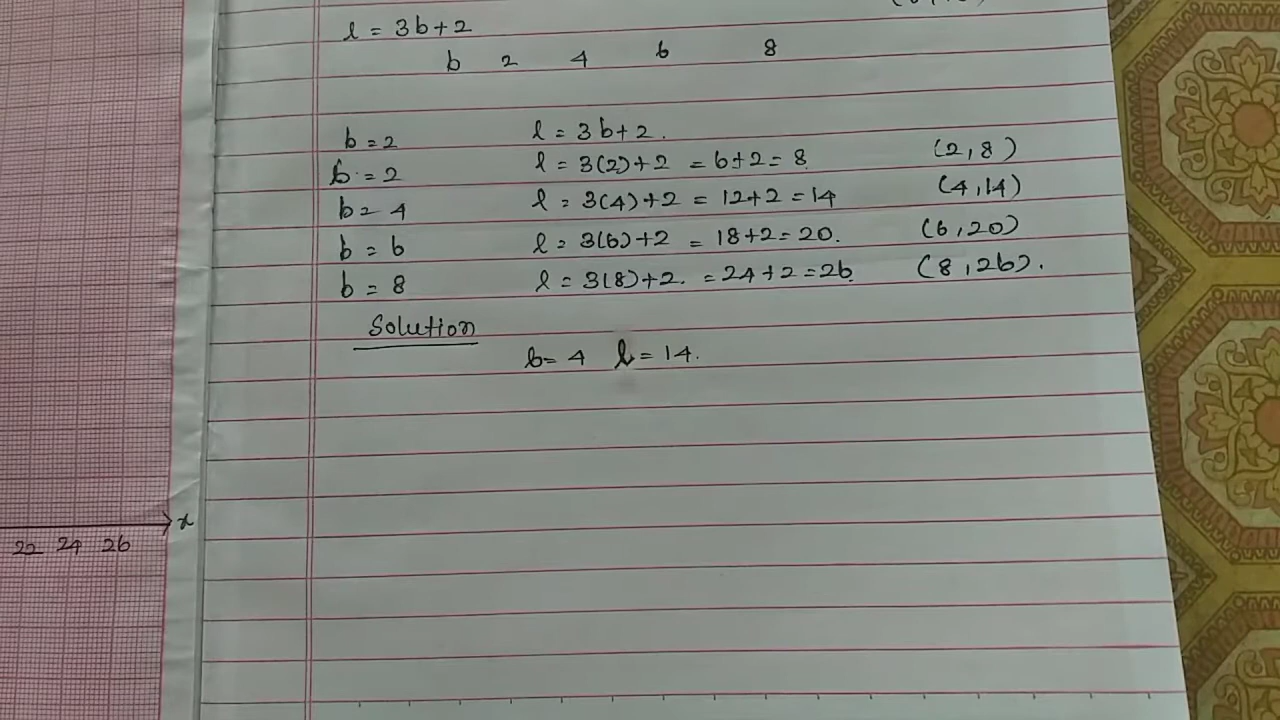 l = 3b+2
b 2 4 6 8
b = 2 l = 3b+2.
b = 2 l = 3(2)+2 = 6+2 = 8 (2,8)
b = 4 l = 3(4)+2 = 12+2 = 14 (4,14)
b = 6 l = 3(6)+2 = 18+2 = 20. (6,20)
b = 8 l = 3(8)+2. = 24+2 = 26. (8,26).
Solution
b = 4 l = 14.
x
22 24 26